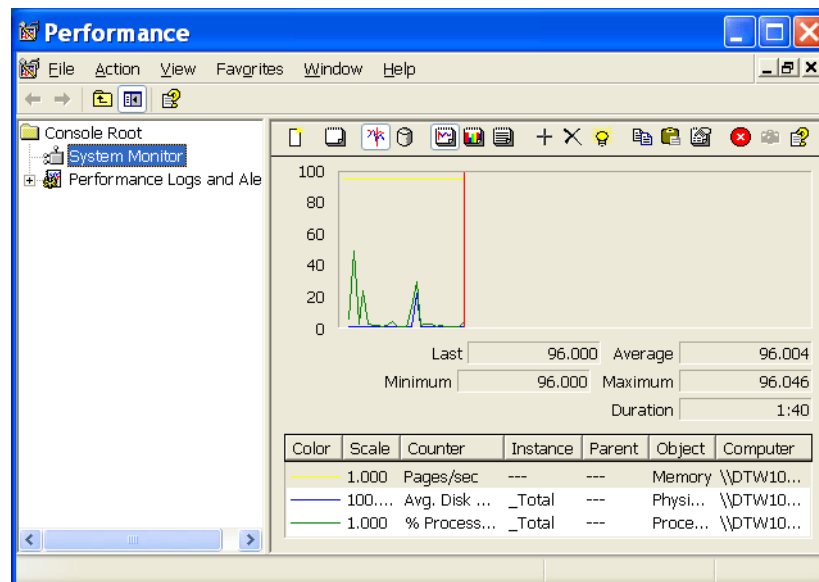 Performance
File Action View Favorites Window Help
Console Root
System Monitor
Performance Logs and Ale
100
80
60
40
20
0
Last 96.000 Average 96.004
Minimum 96.000 Maximum 96.046
Duration 1:40
Color Scale Counter Instance Parent Object Computer
1.000 Pages/sec --- --- Memory \\DTW10...
100.... Avg. Disk ... _Total --- Physi... \\DTW10...
1.000 % Process... _Total --- Proce... \\DTW10...